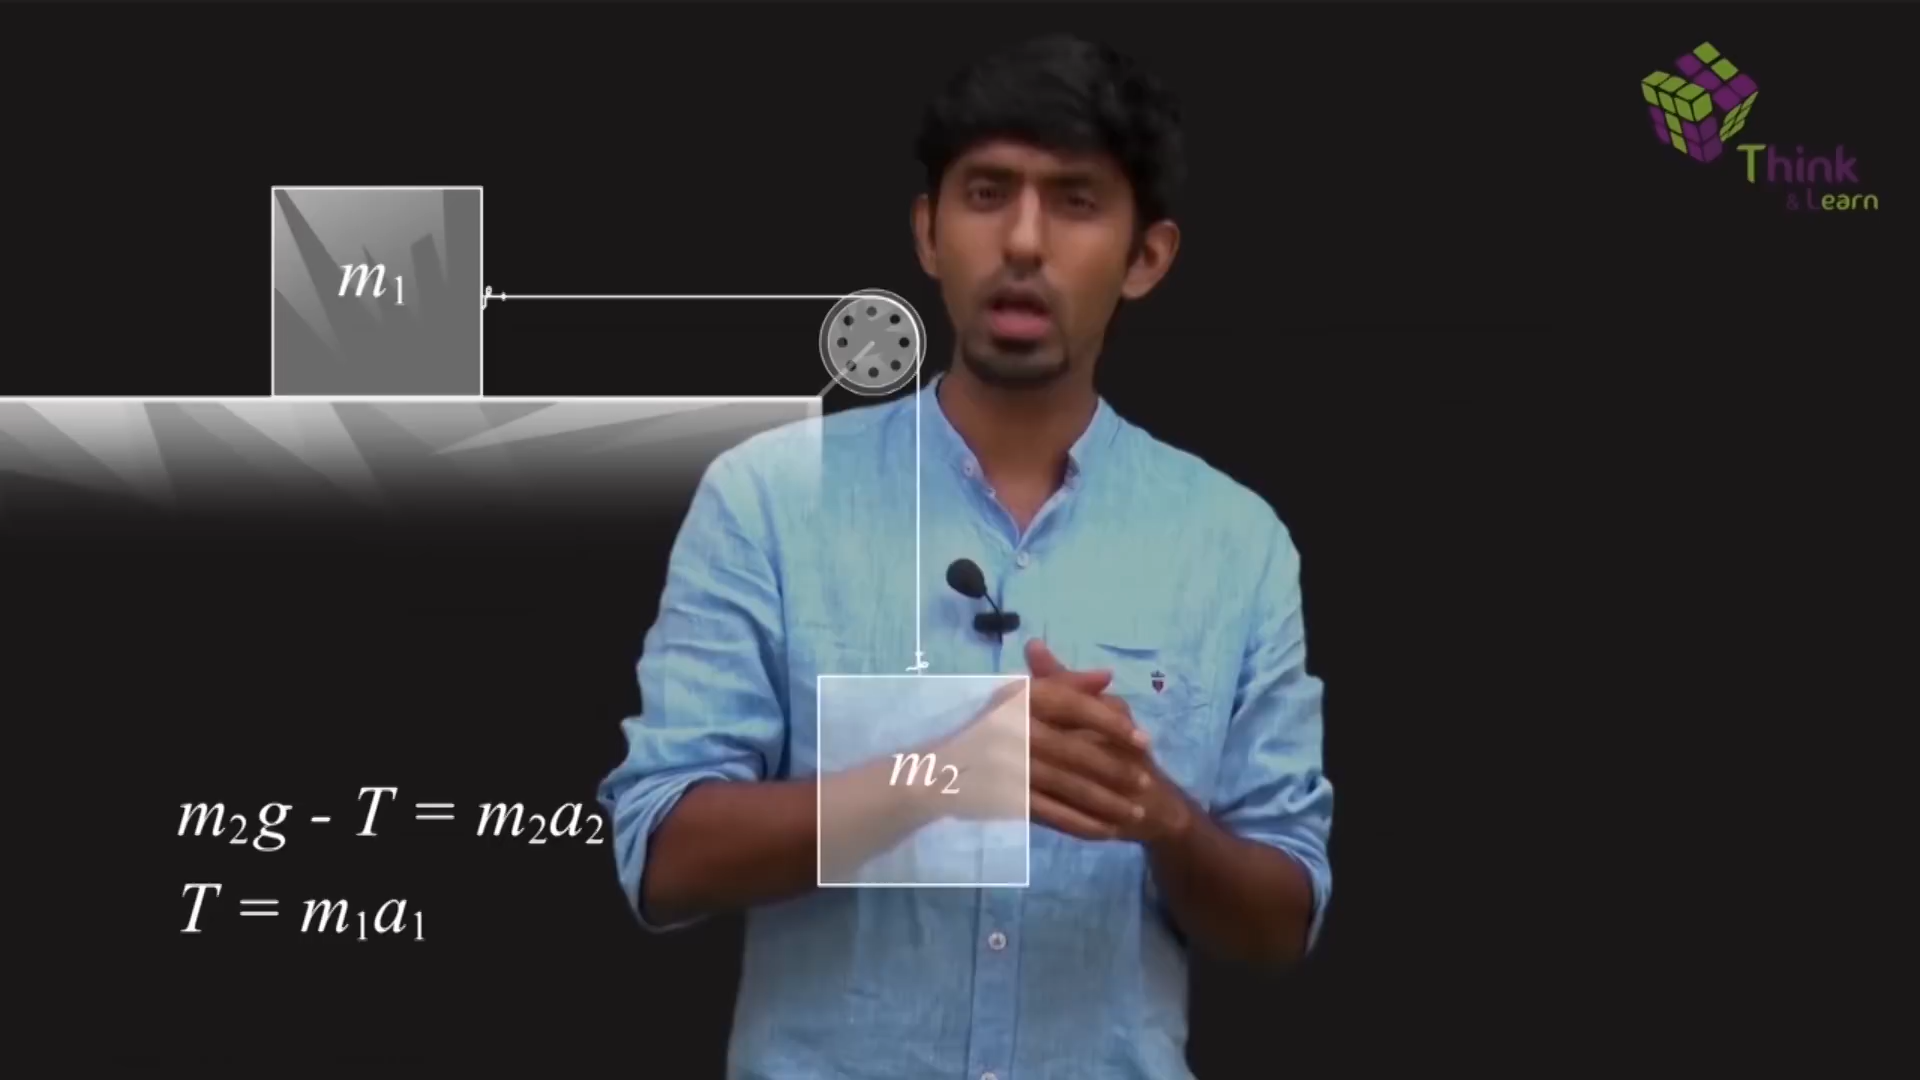 Think
& Learn
m₁
m₂
m₂g - T = m₂a₂
T = m₁a₁